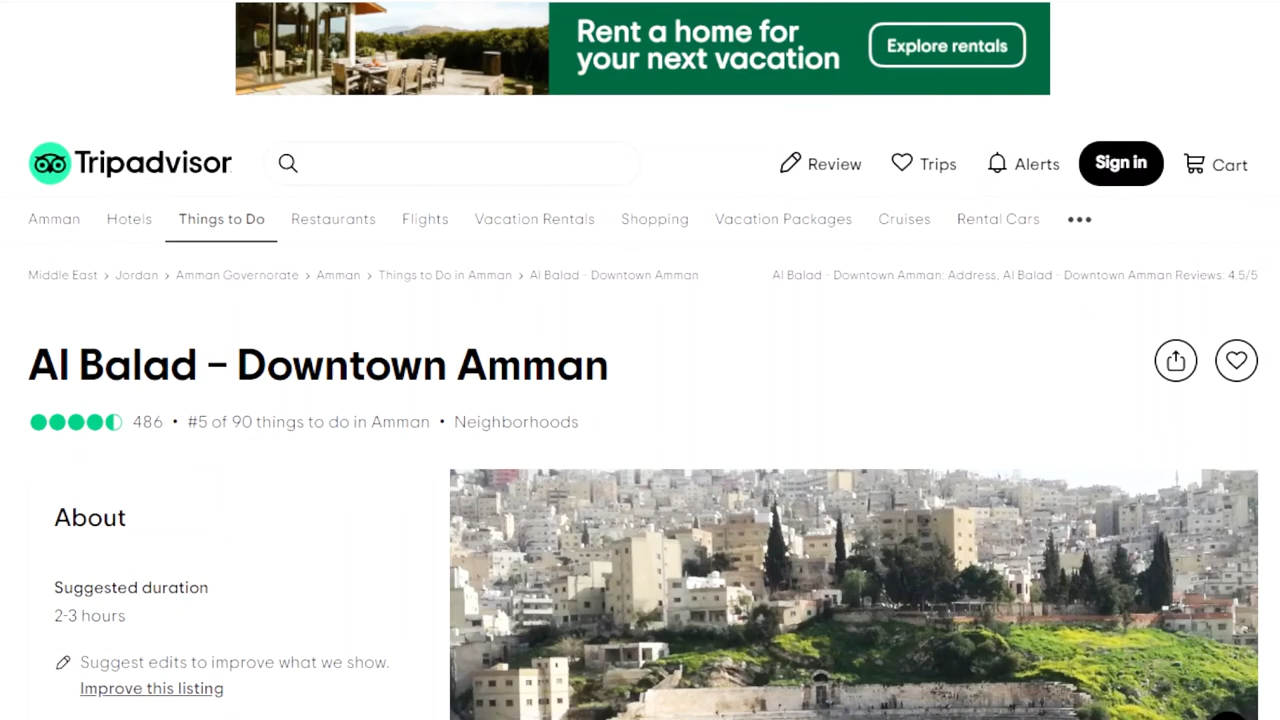 Rent a home for
your next vacation
Explore rentals
Tripadvisor
Review
Trips
Alerts
Sign in
Cart
Amman Hotels Things to Do Restaurants Flights Vacation Rentals Shopping Vacation Packages Cruises Rental Cars •••
Middle East › Jordan › Amman Governorate › Amman › Things to Do in Amman › Al Balad - Downtown Amman
Al Balad - Downtown Amman: Address, Al Balad - Downtown Amman Reviews: 4.5/5
Al Balad – Downtown Amman
486 • #5 of 90 things to do in Amman • Neighborhoods
About
Suggested duration
2-3 hours
Suggest edits to improve what we show.
Improve this listing